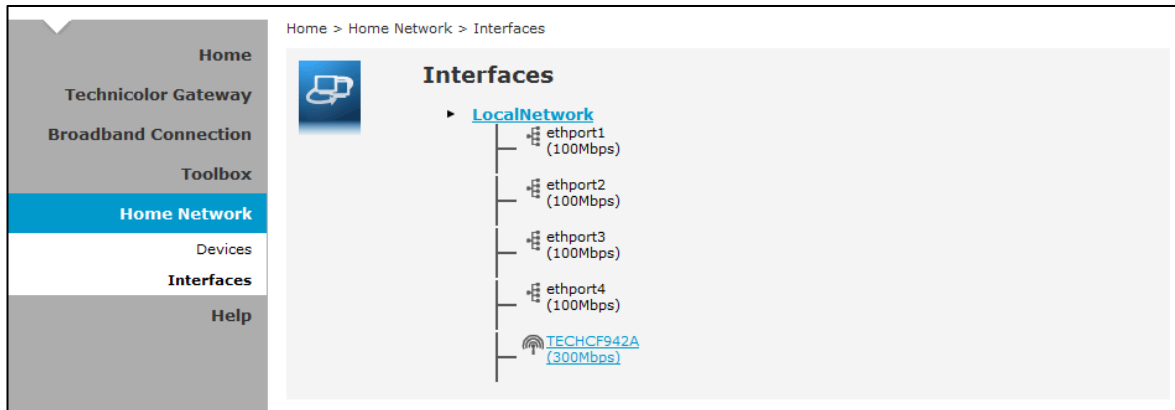 Home > Home Network > Interfaces
Home
Technicolor Gateway
Broadband Connection
Toolbox
Home Network
Devices
Interfaces
Help
Interfaces
LocalNetwork
ethport1
(100Mbps)
ethport2
(100Mbps)
ethport3
(100Mbps)
ethport4
(100Mbps)
TECHCF942A
(300Mbps)